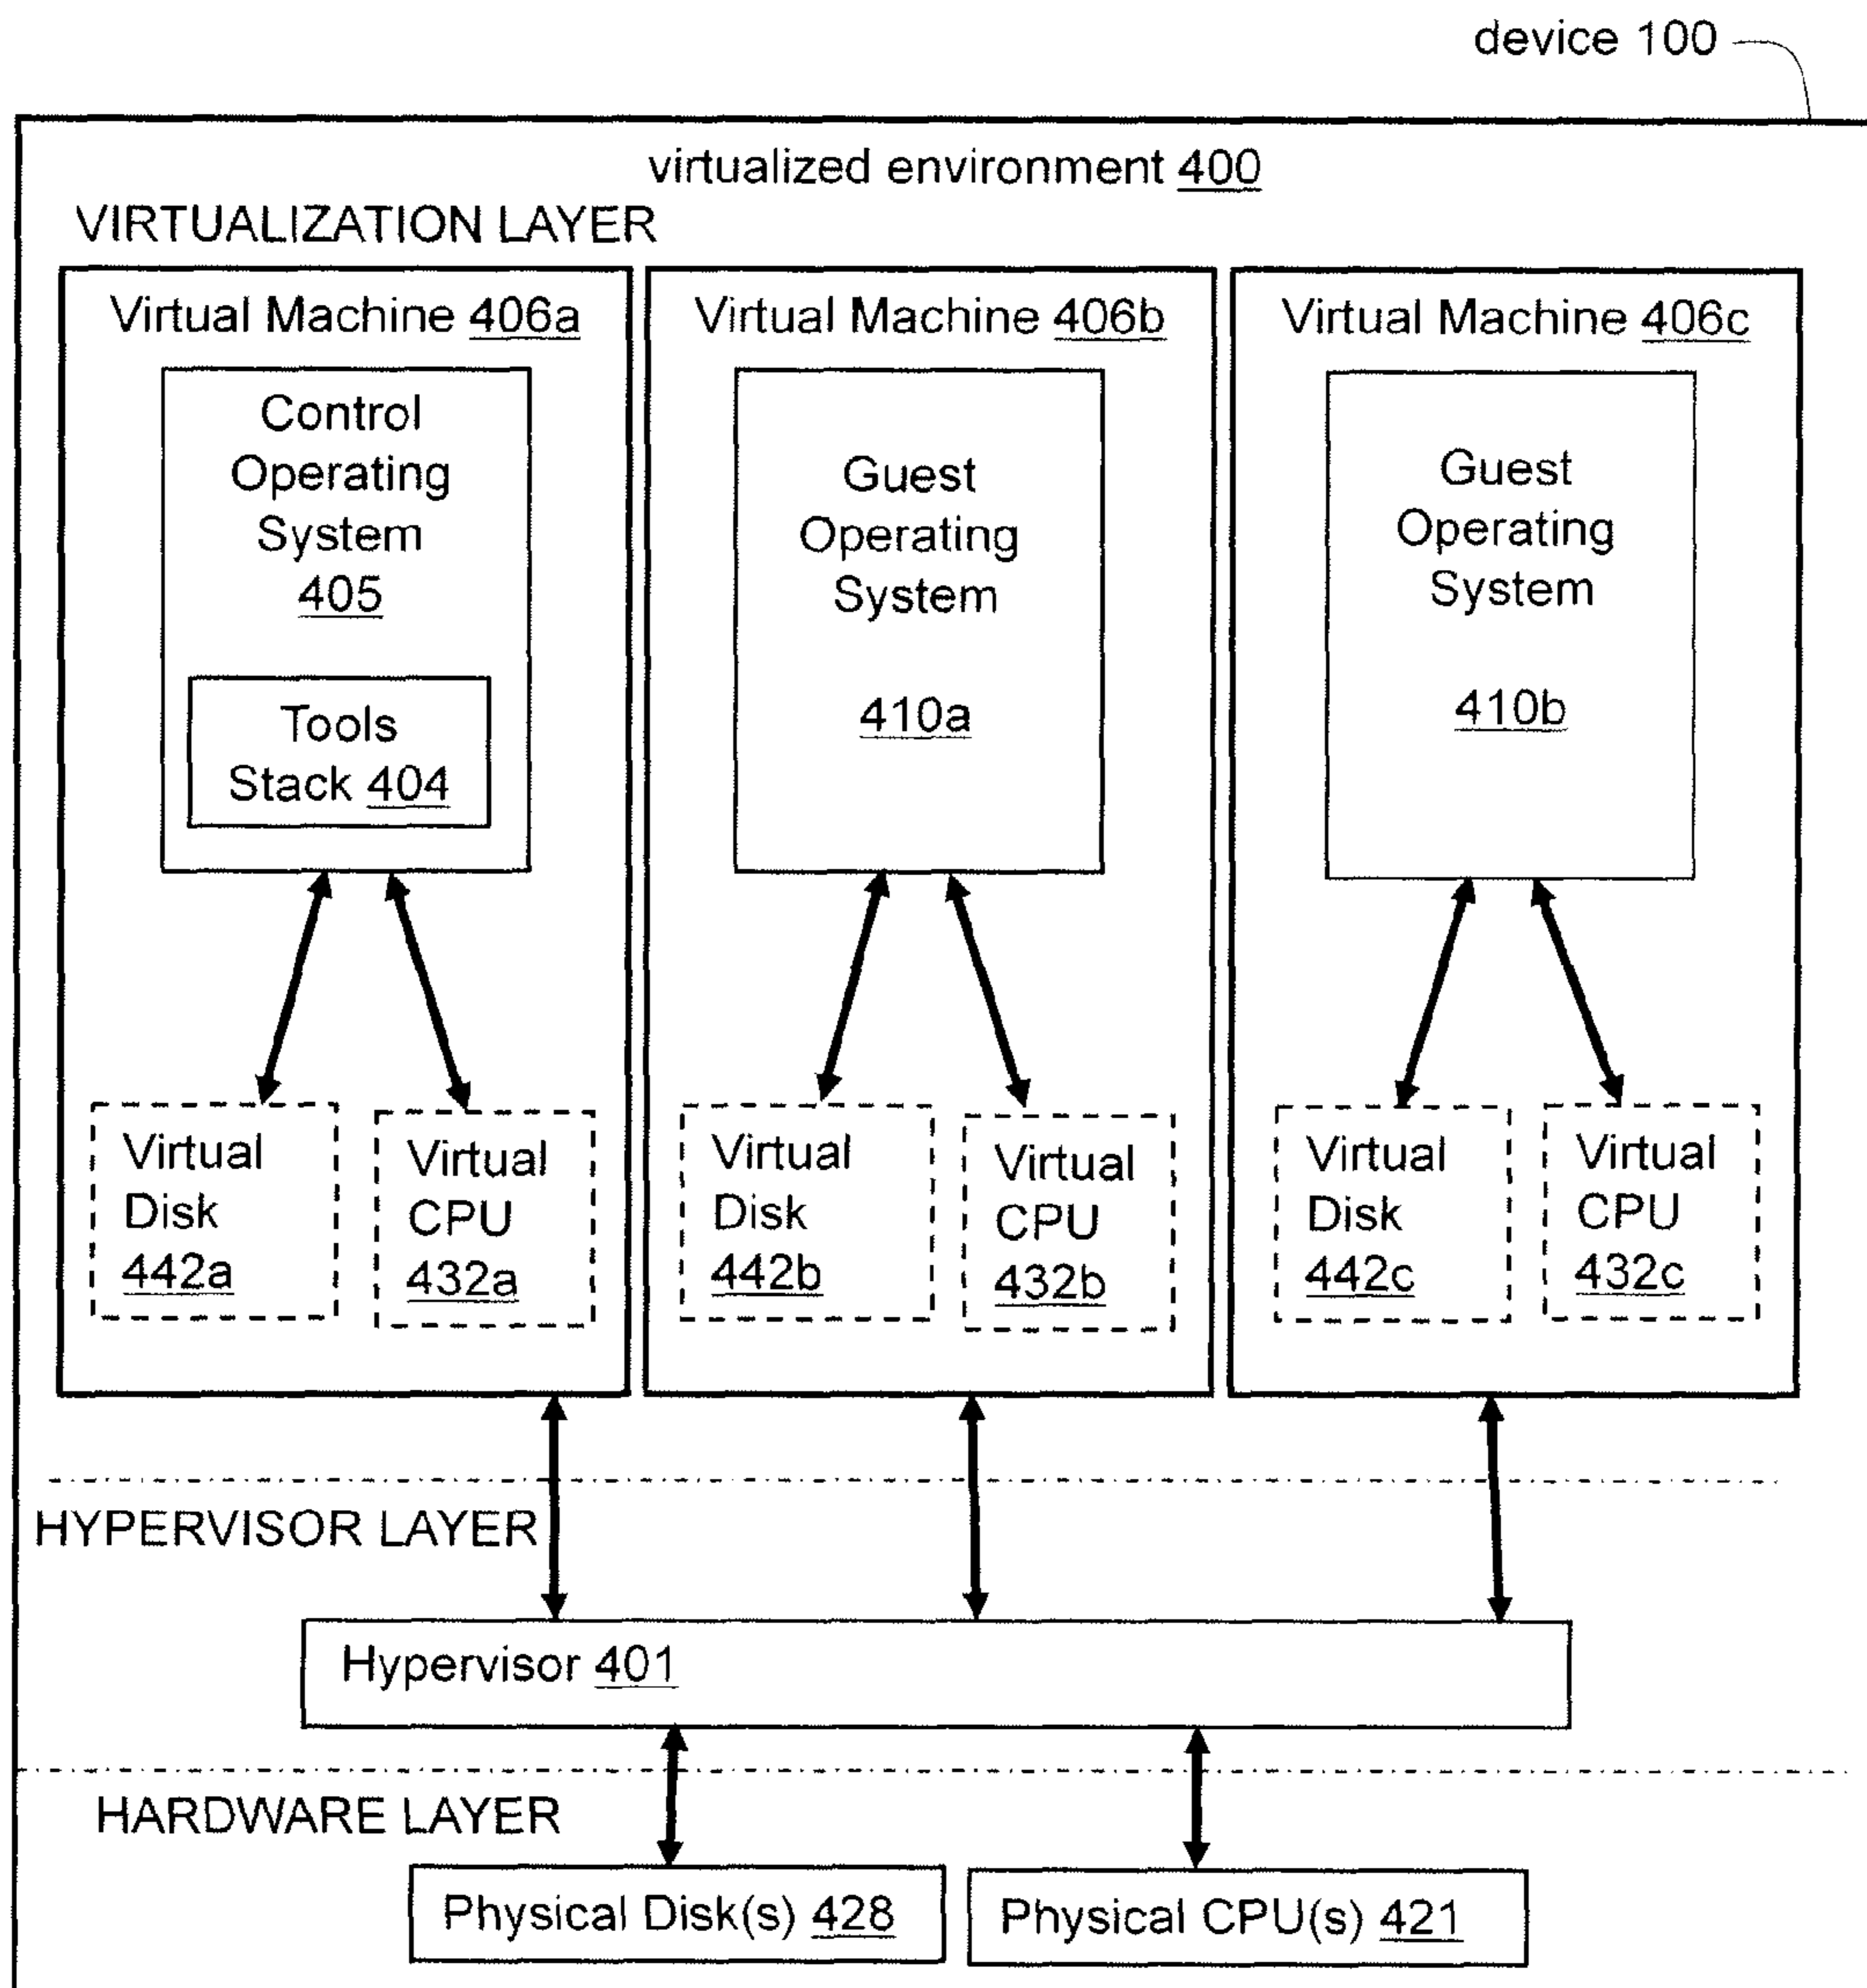 device 100
virtualized environment 400
VIRTUALIZATION LAYER
Virtual Machine 406a
Control
Operating
System
405
Tools
Stack 404
Virtual
Disk
442a
Virtual
CPU
432a
Virtual Machine 406b
Guest
Operating
System
410a
Virtual
Disk
442b
Virtual
CPU
432b
Virtual Machine 406c
Guest
Operating
System
410b
Virtual
Disk
442c
Virtual
CPU
432c
HYPERVISOR LAYER
Hypervisor 401
HARDWARE LAYER
Physical Disk(s) 428
Physical CPU(s) 421